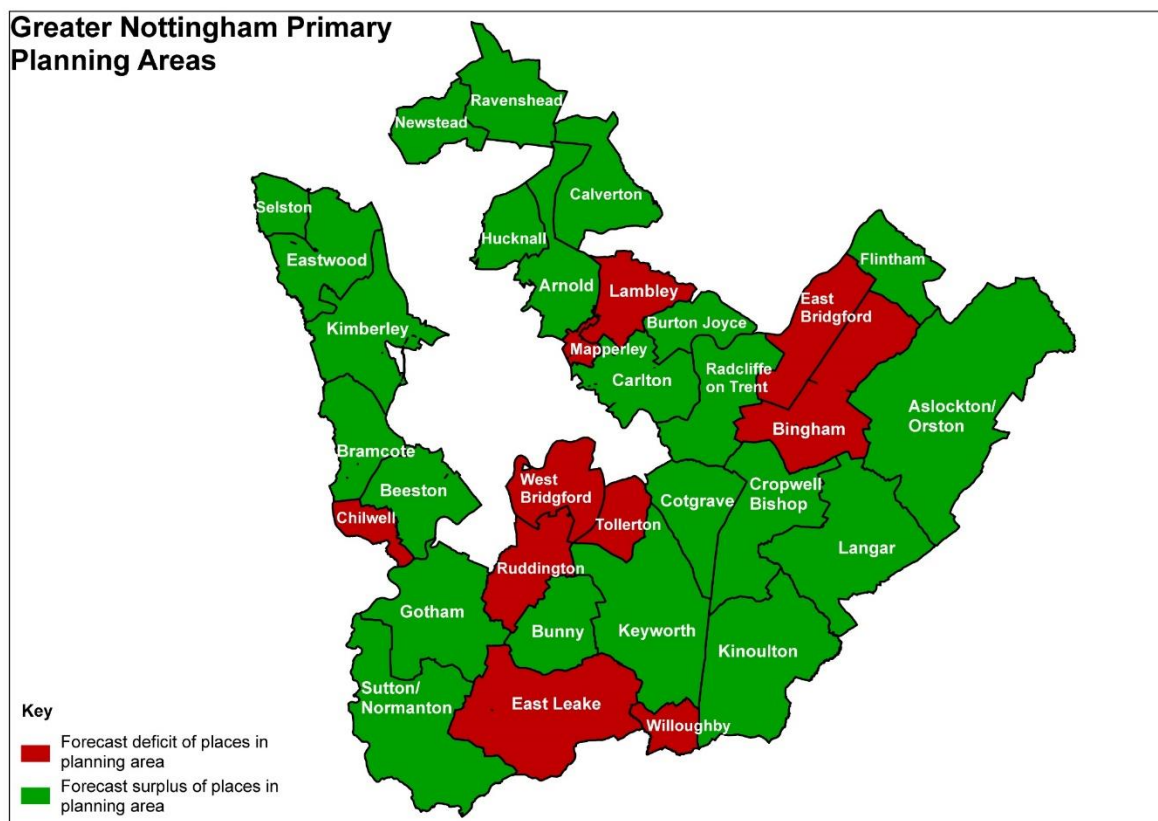 Greater Nottingham Primary
Planning Areas
Ravenshead
Newstead
Calverton
Selston
Hucknall
Eastwood
Flintham
Arnold
Lambley
East
Bridgford
Burton Joyce
Kimberley
Mapperley
Carlton
Radcliffe
on Trent
Aslockton/
Orston
Bingham
Bramcote
Beeston
West
Bridgford
Cropwell
Bishop
Cotgrave
Chilwell
Tollerton
Langar
Ruddington
Gotham
Bunny
Keyworth
Kinoulton
Sutton/
Normanton
East Leake
Willoughby
Key
Forecast deficit of places in
planning area
Forecast surplus of places in
planning area